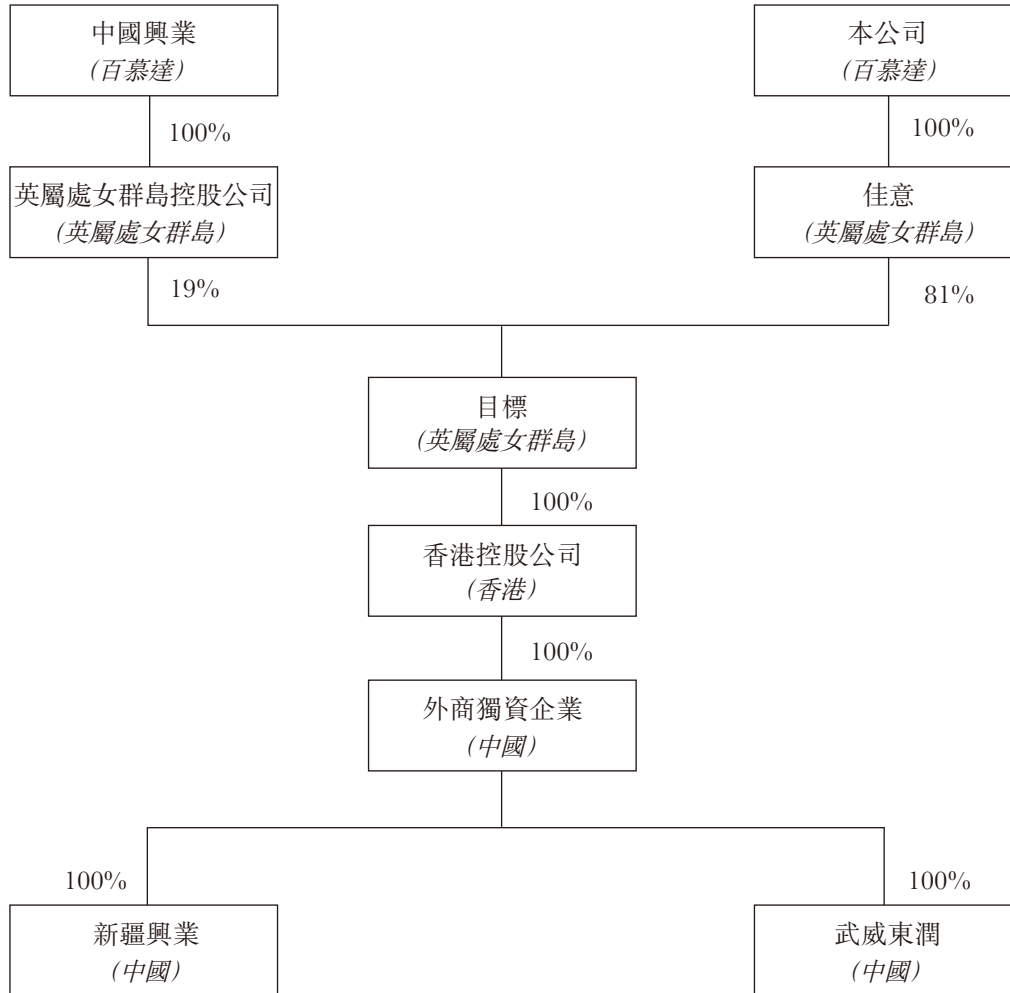 中國興業
(百慕達)
本公司
(百慕達)
100%
100%
英屬處女群島控股公司
(英屬處女群島)
佳意
(英屬處女群島)
19%
81%
目標
(英屬處女群島)
100%
香港控股公司
(香港)
100%
外商獨資企業
(中國)
100%
100%
新疆興業
(中國)
武威東潤
(中國)